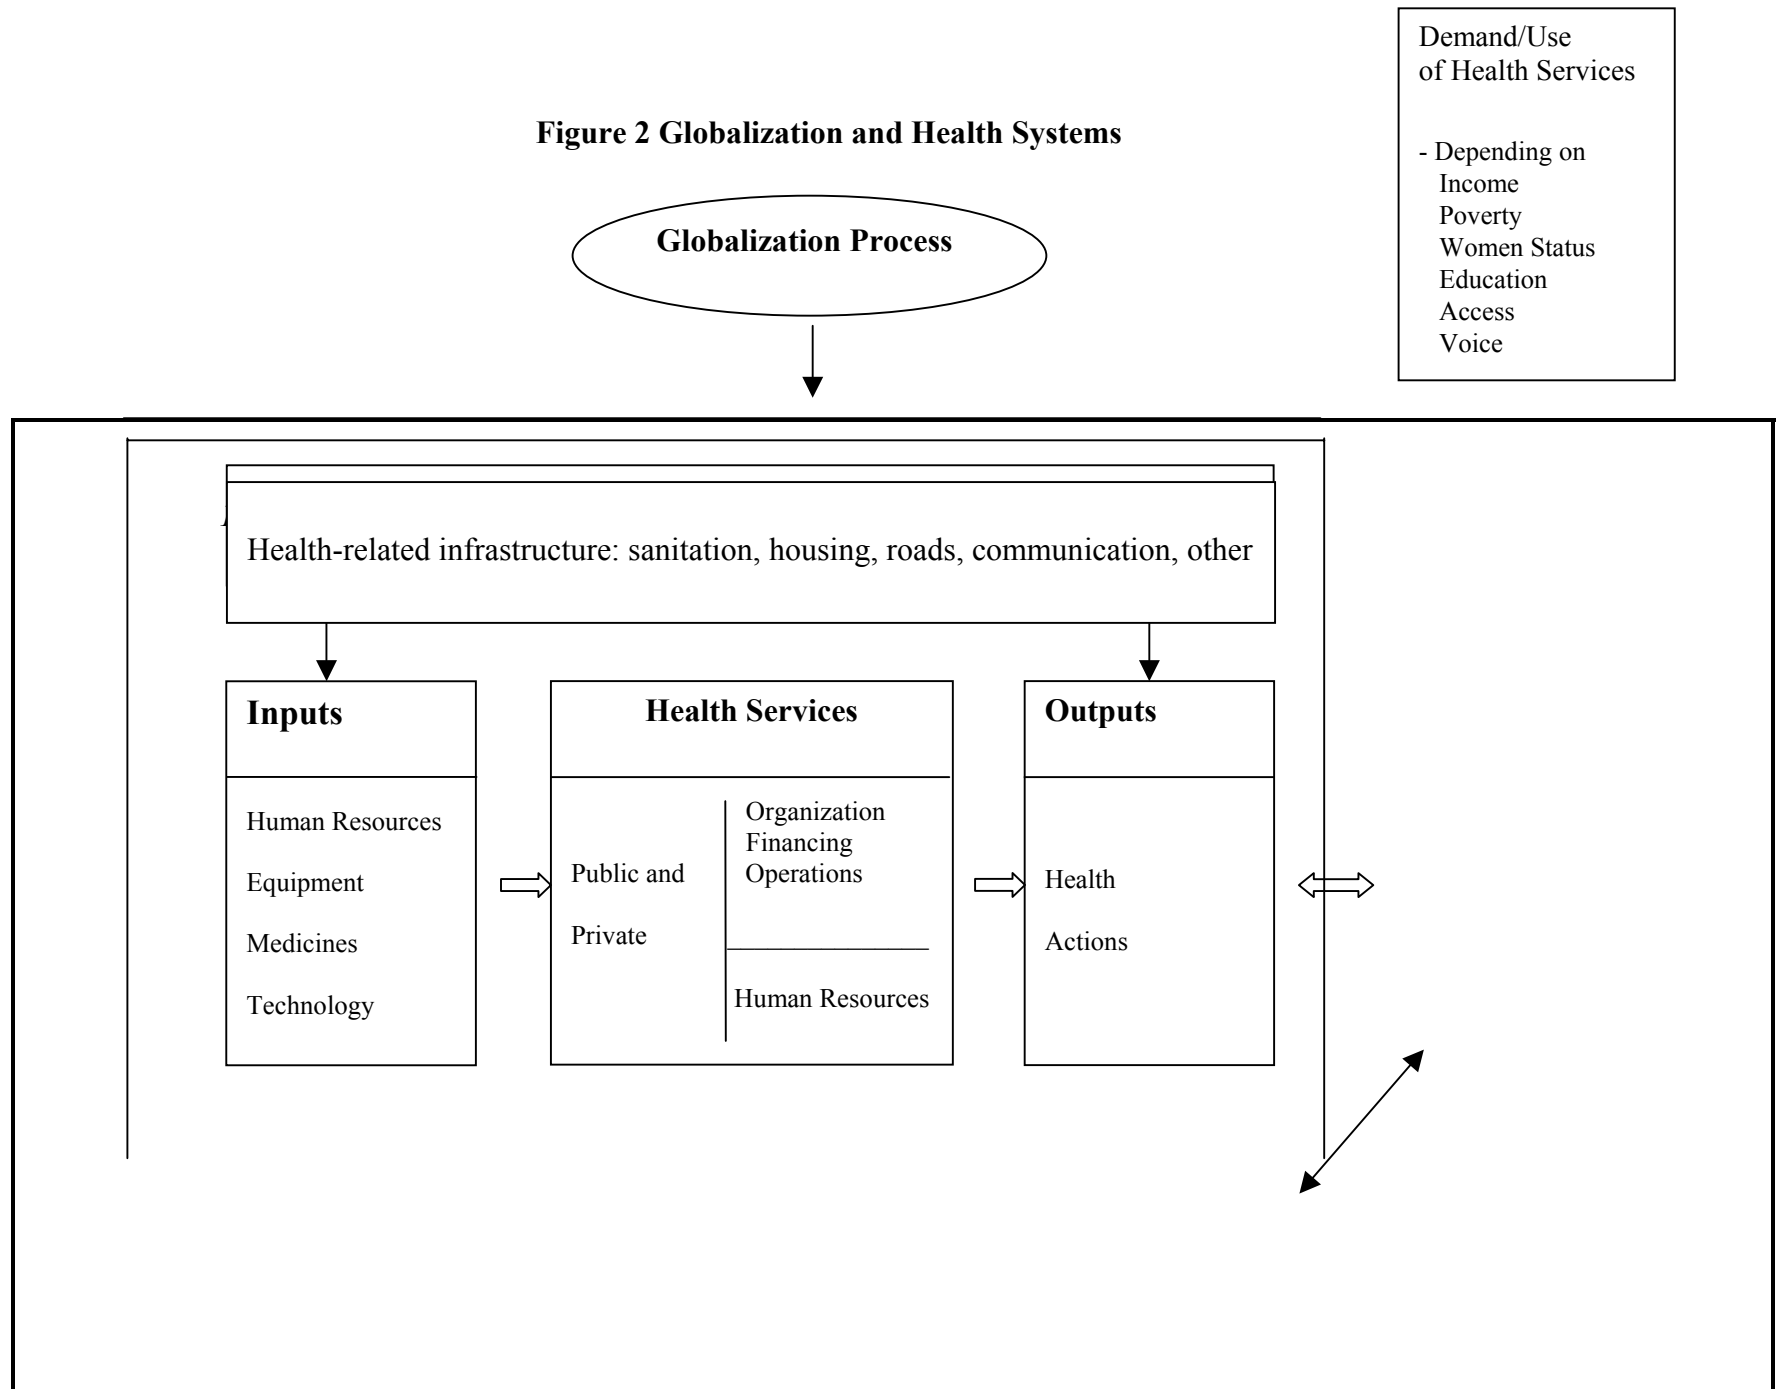 Demand/Use
of Health Services
- Depending on
Income
Poverty
Women Status
Education
Access
Voice
Figure 2 Globalization and Health Systems
Globalization Process
Health-related infrastructure: sanitation, housing, roads, communication, other
Inputs
Human Resources
Equipment
Medicines
Technology
Health Services
Public and
Private
Organization
Financing
Operations
Human Resources
Outputs
Health
Actions